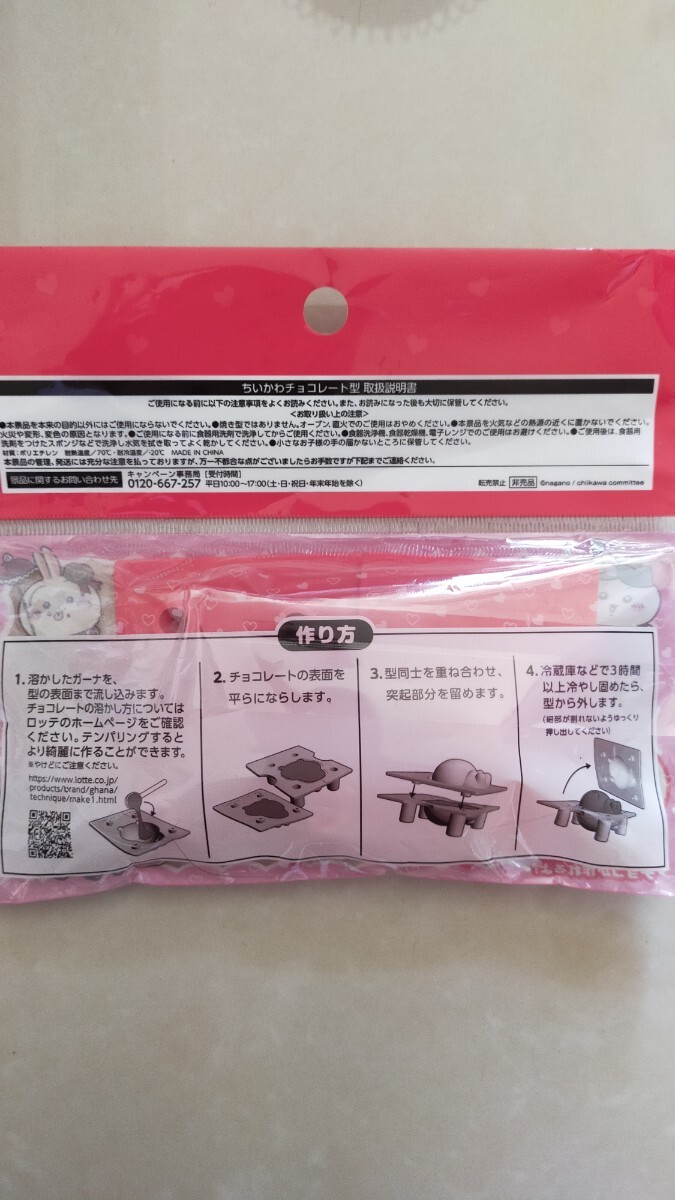 ちいかわチョコレート型 取扱説明書
ご使用になる前に以下の注意事項をよくお読みください。また、お読みになった後も大切に保管してください。
<お取り扱い上の注意>
●本景品を本来の目的以外にはご使用にならないでください。●焼き型ではありません。オーブン、直火でのご使用はおやめください。●本景品を火気などの熱源の近くに置かないでください。
火災や変形、変色の原因となります。●ご使用になる前に食器用洗剤で洗浄してからご使用ください。●食器洗浄機、食器乾燥機、電子レンジでのご使用はお避けください。●ご使用後は、食器用
洗剤をつけたスポンジなどで洗浄し水気を拭き取ってよく乾かしてください。●小さなお子様の手の届かないところに保管してください。
材質:ポリエチレン 耐熱温度/70℃・耐冷温度/-20℃ MADE IN CHINA
本景品の管理、発送には充分な注意を払っておりますが、万一不都合な点がございましたらお手数ですが下記までご連絡ください。
景品に関するお問い合わせ先 キャンペーン事務局 [受付時間]
0120-667-257 平日10:00〜17:00(土・日・祝日・年末年始を除く)
転売禁止 非売品 ©nagano / chiikawa committee
作り方
1. 溶かしたガーナを、
型の表面まで流し込みます。
チョコレートの溶かし方については
ロッテのホームページをご確認
ください。テンパリングすると
より綺麗に作ることができます。
※やけどにご注意ください。
https://www.lotte.co.jp/
products/brand/ghana/
technique/make1.html
2. チョコレートの表面を
平らにならします。
3. 型同士を重ね合わせ、
突起部分を留めます。
4. 冷蔵庫などで3時間
以上冷やし固めたら、
型から外します。
(細部が割れないようゆっくり
押し出してください)